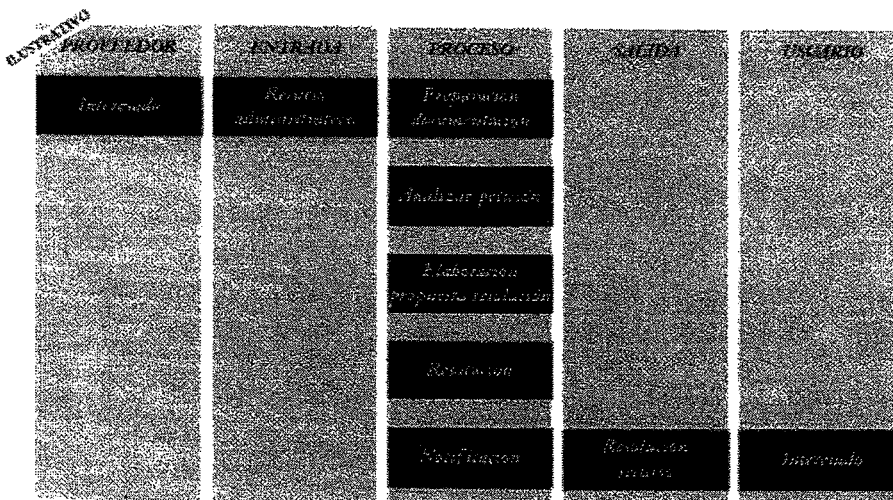 ILUSTRATIVO
PROVEEDOR
ENTRADA
PROCESO
SALIDA
USUARIO
Interesado
Recurso
administrativo
Preparación
documentación
Analizar petición
Elaboración
propuesta resolución
Resolución
Notificación
Resolución
recurso
Interesado